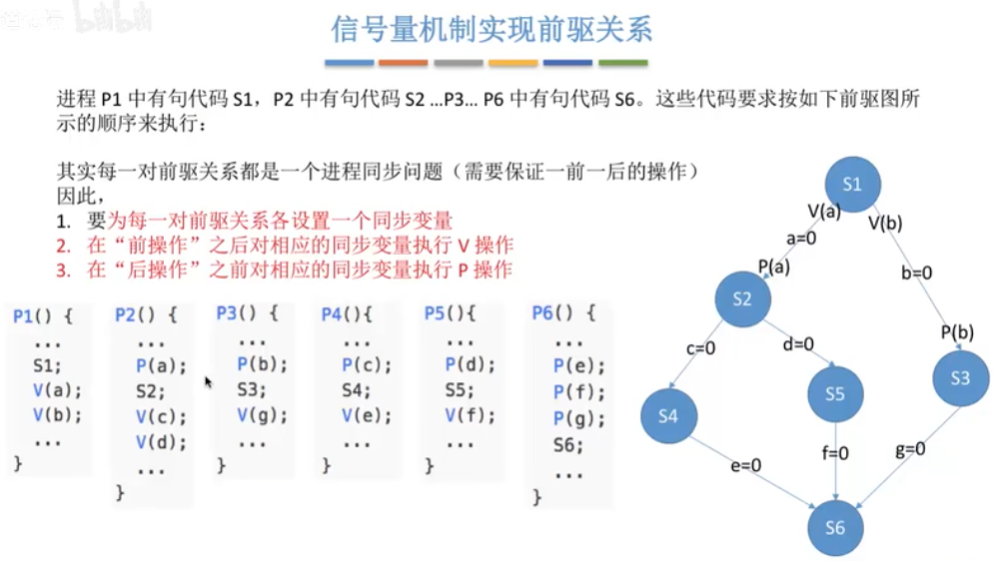 bilibili
信号量机制实现前驱关系
进程 P1 中有句代码 S1，P2 中有句代码 S2 ...P3... P6 中有句代码 S6。这些代码要求按如下前驱图所
示的顺序来执行：
其实每一对前驱关系都是一个进程同步问题（需要保证一前一后的操作）
因此，
1. 要为每一对前驱关系各设置一个同步变量
2. 在“前操作”之后对相应的同步变量执行 V 操作
3. 在“后操作”之前对相应的同步变量执行 P 操作
P1() {
...
S1;
V(a);
V(b);
...
}
P2() {
...
P(a);
S2;
V(c);
V(d);
...
}
P3() {
...
P(b);
S3;
V(g);
...
}
P4(){
...
P(c);
S4;
V(e);
...
}
P5(){
...
P(d);
S5;
V(f);
...
}
P6() {
...
P(e);
P(f);
P(g);
S6;
...
}
S1
V(a)
V(b)
a=0
b=0
P(a)
S2
P(b)
c=0
d=0
S3
S4
S5
e=0
f=0
g=0
S6